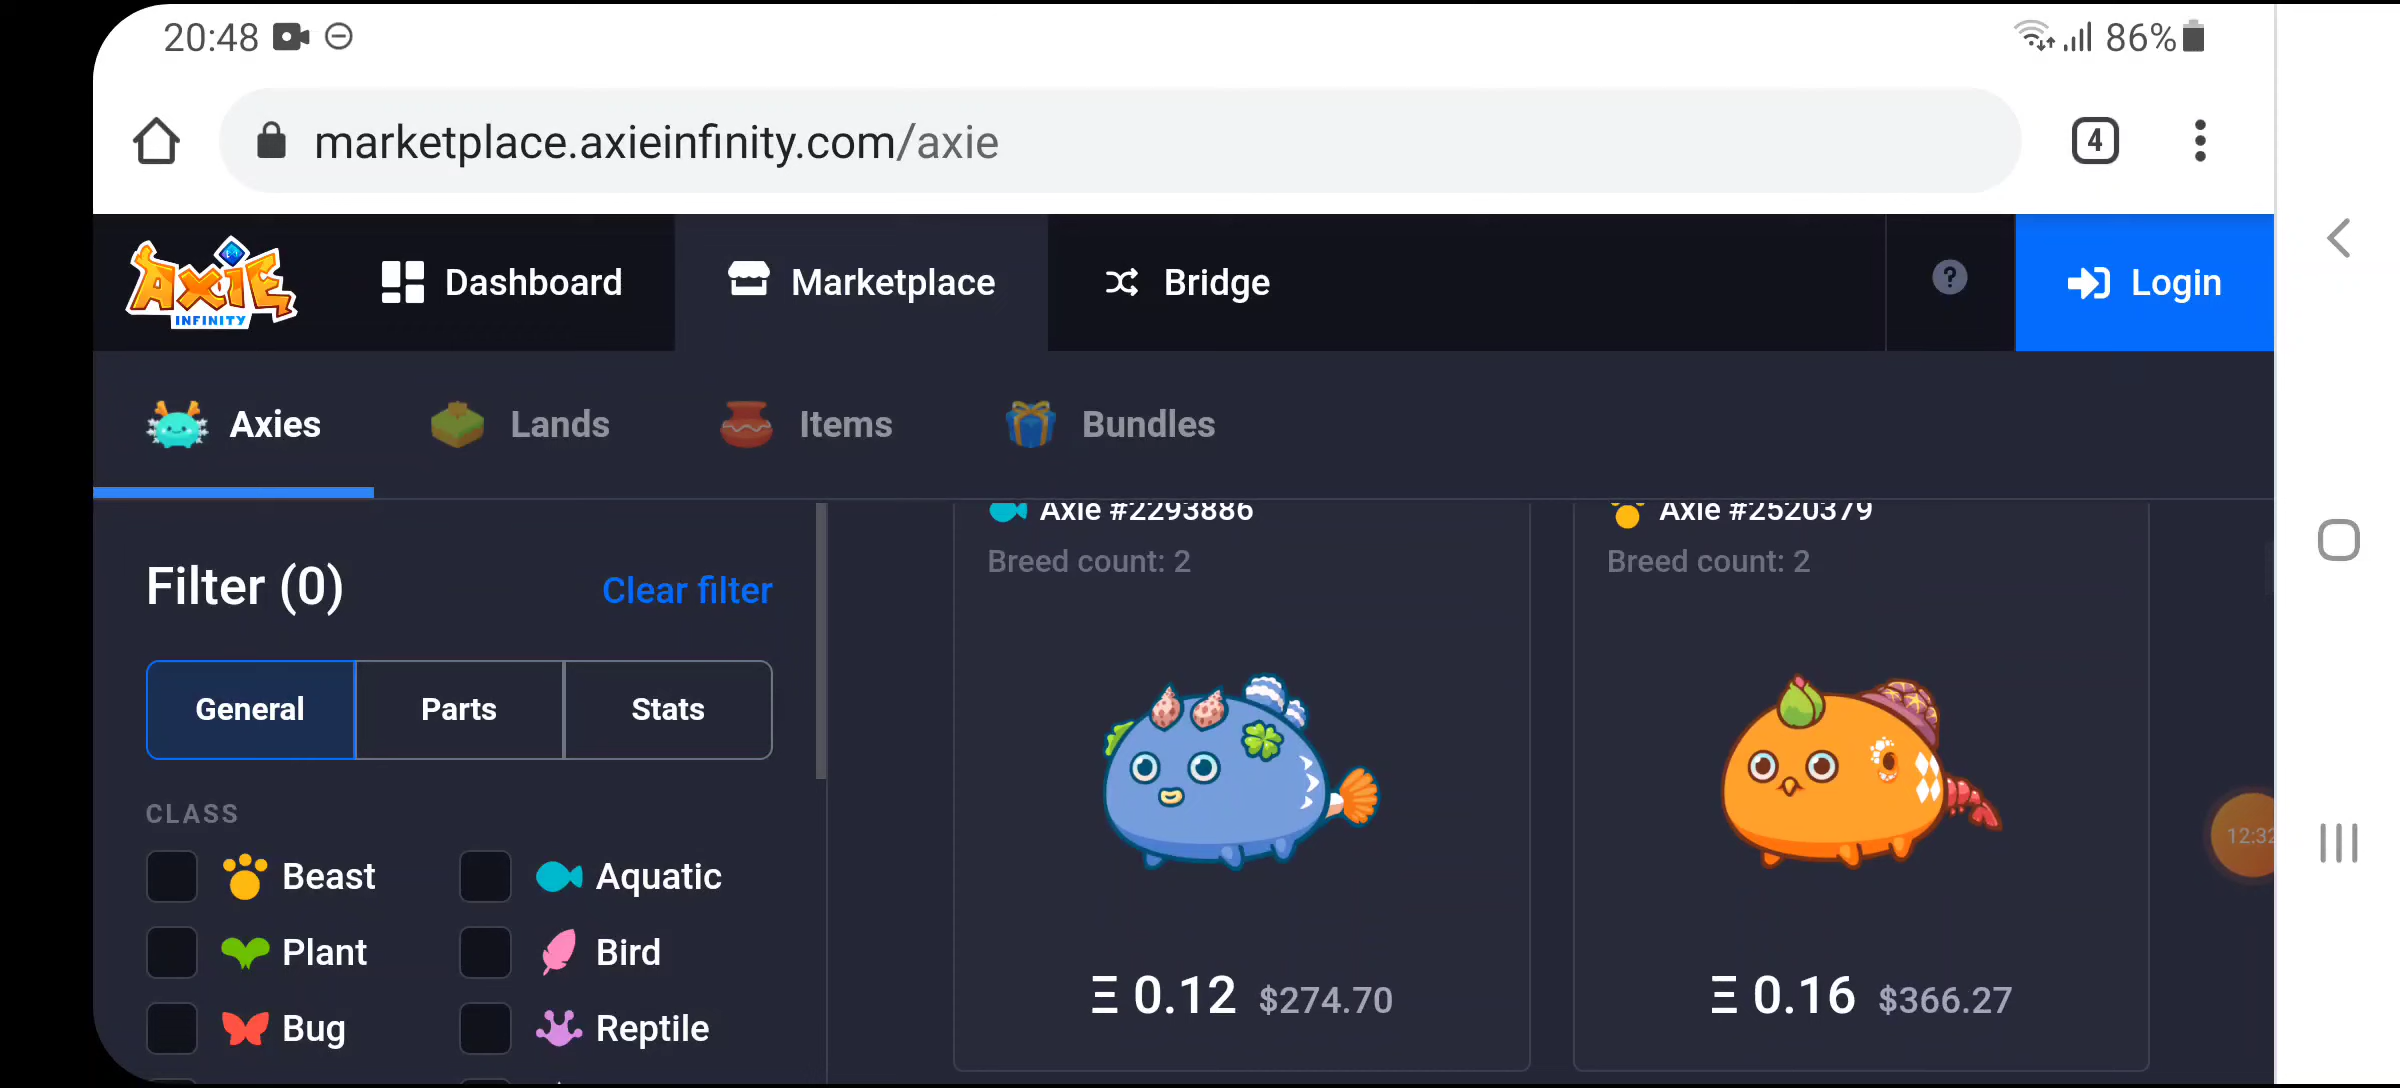 20:48
86%
marketplace.axieinfinity.com/axie
4
AXIE
INFINITY
Dashboard
Marketplace
Bridge
?
Login
Axies
Lands
Items
Bundles
Filter (0)
Clear filter
General
Parts
Stats
CLASS
Beast
Aquatic
Plant
Bird
Bug
Reptile
Axie #2293886
Breed count: 2
Ξ 0.12 $274.70
Axie #2520379
Breed count: 2
Ξ 0.16 $366.27
12:32